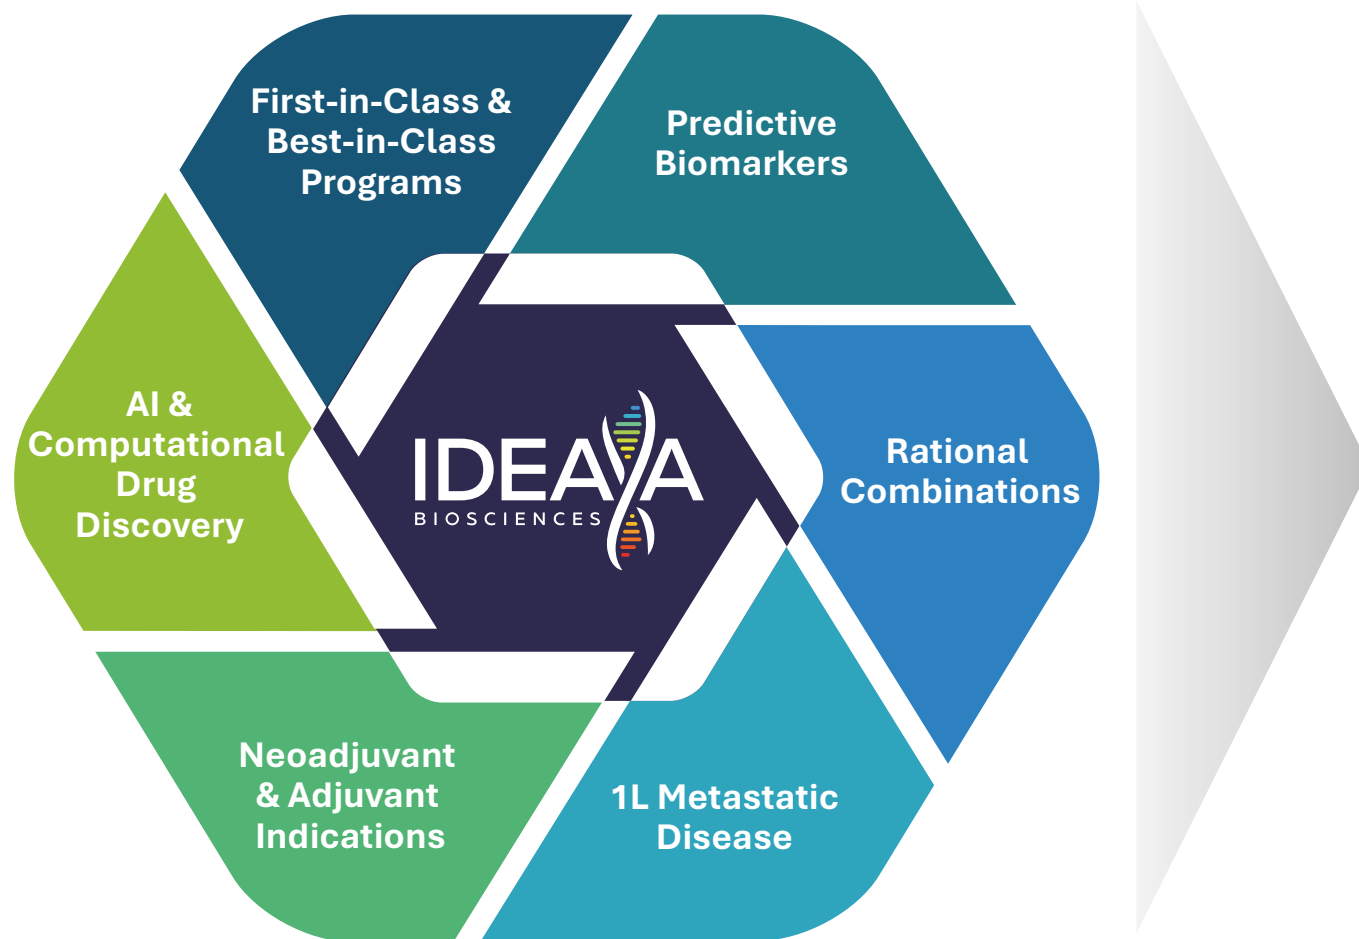 First-in-Class &
Best-in-Class
Programs
Predictive
Biomarkers
AI &
Computational
Drug
Discovery
IDEAYA
BIOSCIENCES
Rational
Combinations
Neoadjuvant
& Adjuvant
Indications
1L Metastatic
Disease